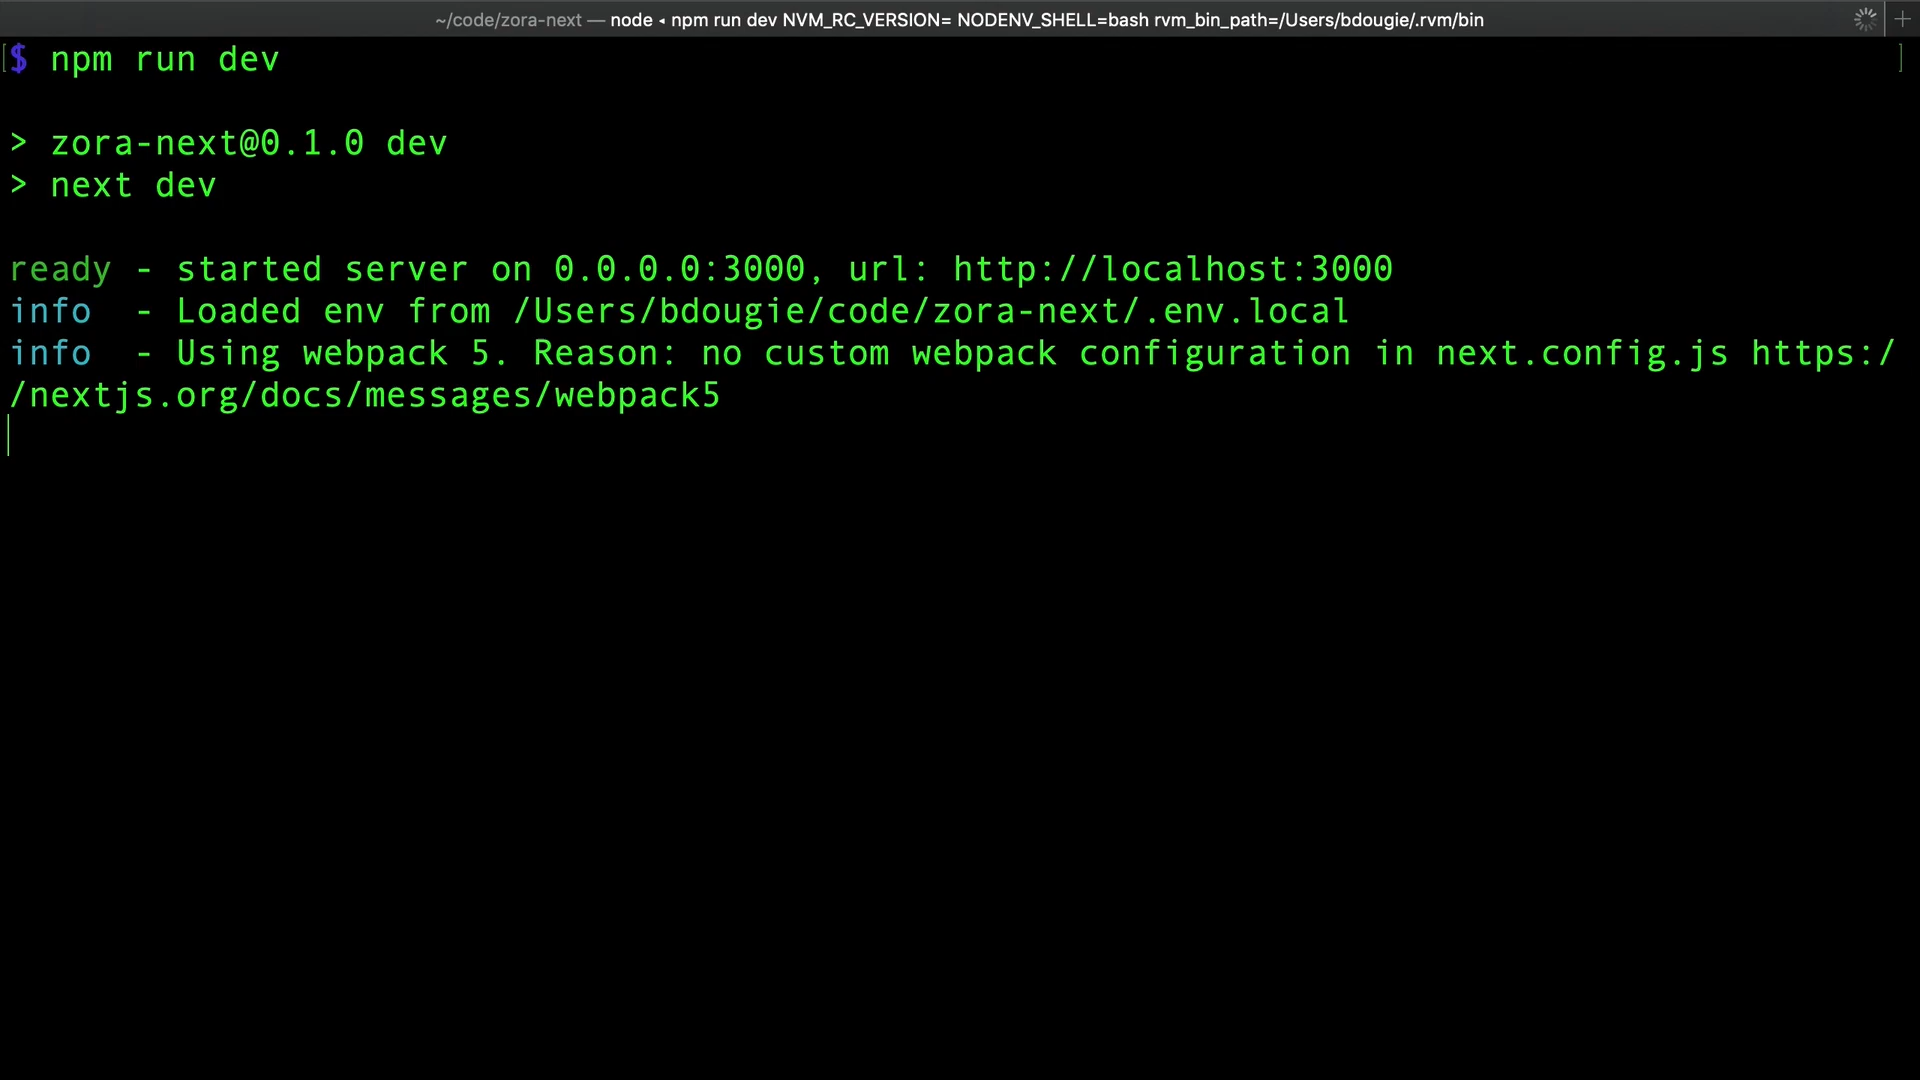 ~/code/zora-next — node ◂ npm run dev NVM_RC_VERSION= NODENV_SHELL=bash rvm_bin_path=/Users/bdougie/.rvm/bin
[$ npm run dev ]
> zora-next@0.1.0 dev
> next dev
ready - started server on 0.0.0.0:3000, url: http://localhost:3000
info  - Loaded env from /Users/bdougie/code/zora-next/.env.local
info  - Using webpack 5. Reason: no custom webpack configuration in next.config.js https:/
/nextjs.org/docs/messages/webpack5